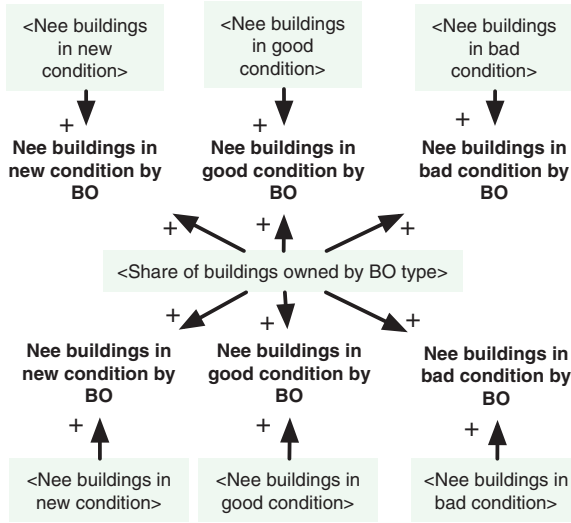 <Nee buildings
in new
condition>
<Nee buildings
in good
condition>
<Nee buildings
in bad
condition>
+
+
+
Nee buildings in
new condition by
BO
Nee buildings in
good condition by
BO
Nee buildings in
bad condition by
BO
+
+
+
<Share of buildings owned by BO type>
+
+
+
Nee buildings in
new condition by
BO
Nee buildings in
good condition by
BO
Nee buildings in
bad condition by
BO
+
+
+
<Nee buildings in
new condition>
<Nee buildings in
good condition>
<Nee buildings in
bad condition>